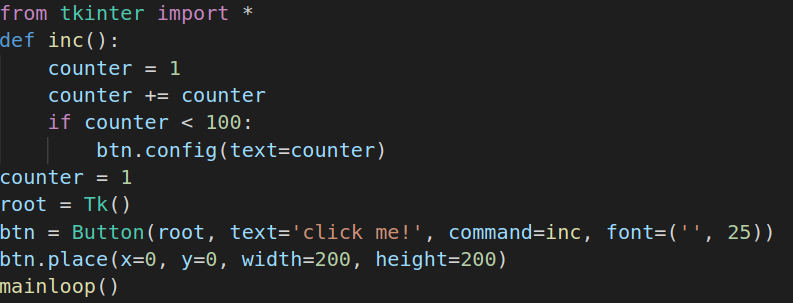 from tkinter import *
def inc():
    counter = 1
    counter += counter
    if counter < 100:
        btn.config(text=counter)
counter = 1
root = Tk()
btn = Button(root, text='click me!', command=inc, font=('', 25))
btn.place(x=0, y=0, width=200, height=200)
mainloop()